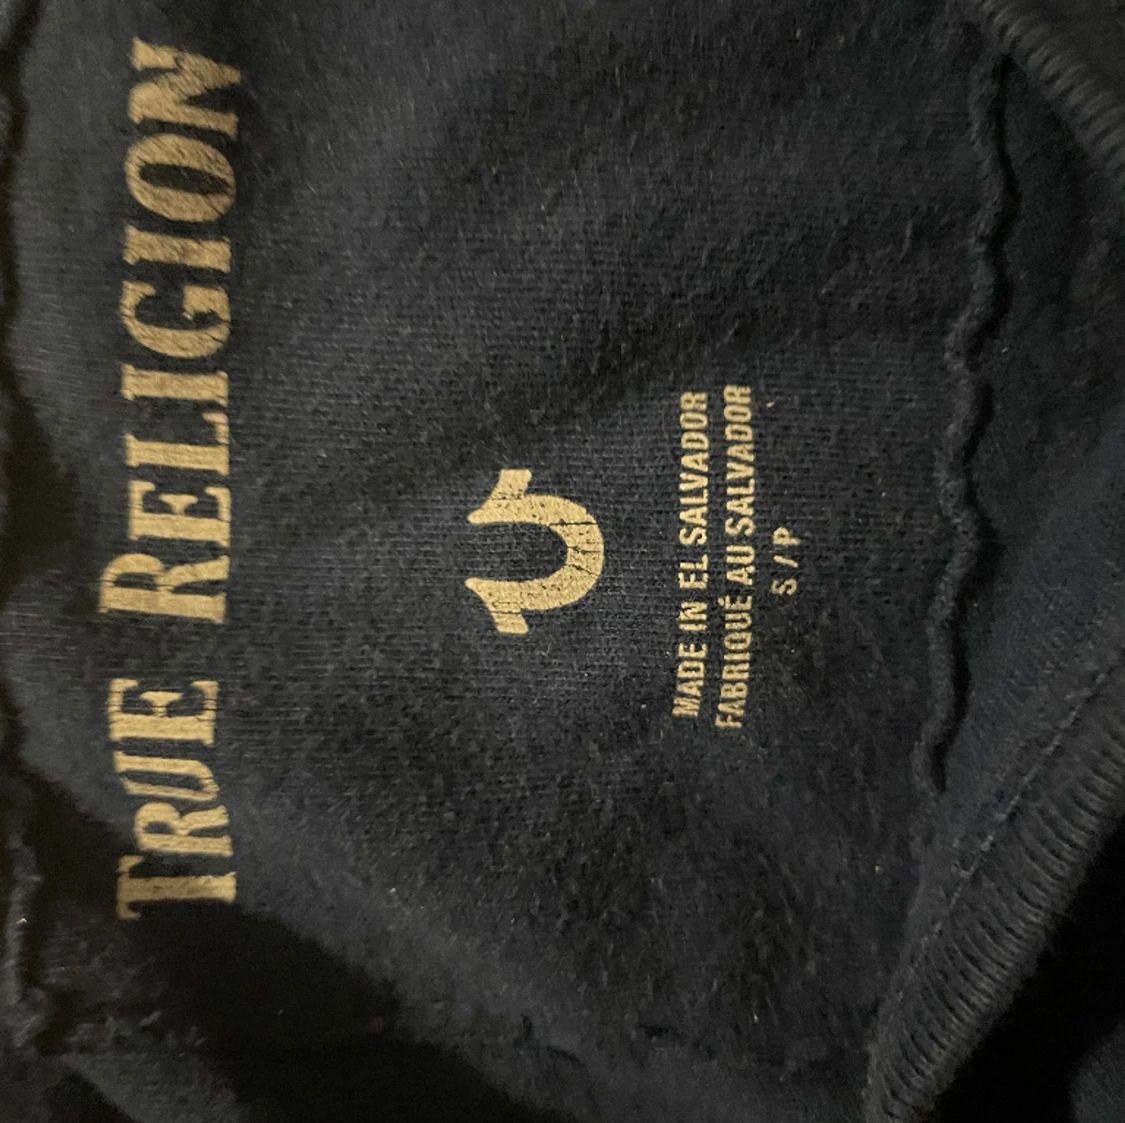 TRUE RELIGION
MADE IN EL SALVADOR
FABRIQUÉ AU SALVADOR
S / P